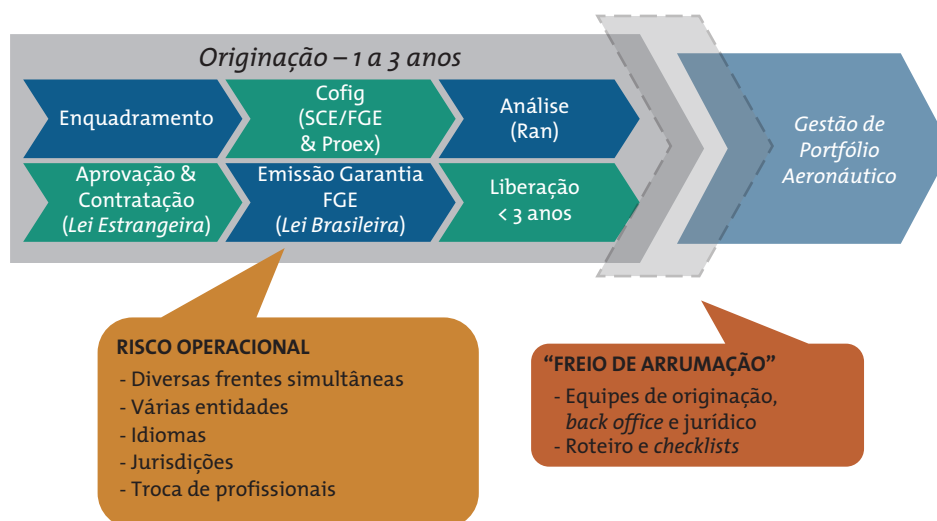 Originação – 1 a 3 anos
Enquadramento
Cofig
(SCE/FGE
& Proex)
Análise
(Ran)
Aprovação &
Contratação
(Lei Estrangeira)
Emissão Garantia
FGE
(Lei Brasileira)
Liberação
< 3 anos
Gestão de
Portfólio
Aeronáutico
RISCO OPERACIONAL
- Diversas frentes simultâneas
- Várias entidades
- Idiomas
- Jurisdições
- Troca de profissionais
“FREIO DE ARRUMAÇÃO”
- Equipes de originação,
back office e jurídico
- Roteiro e checklists